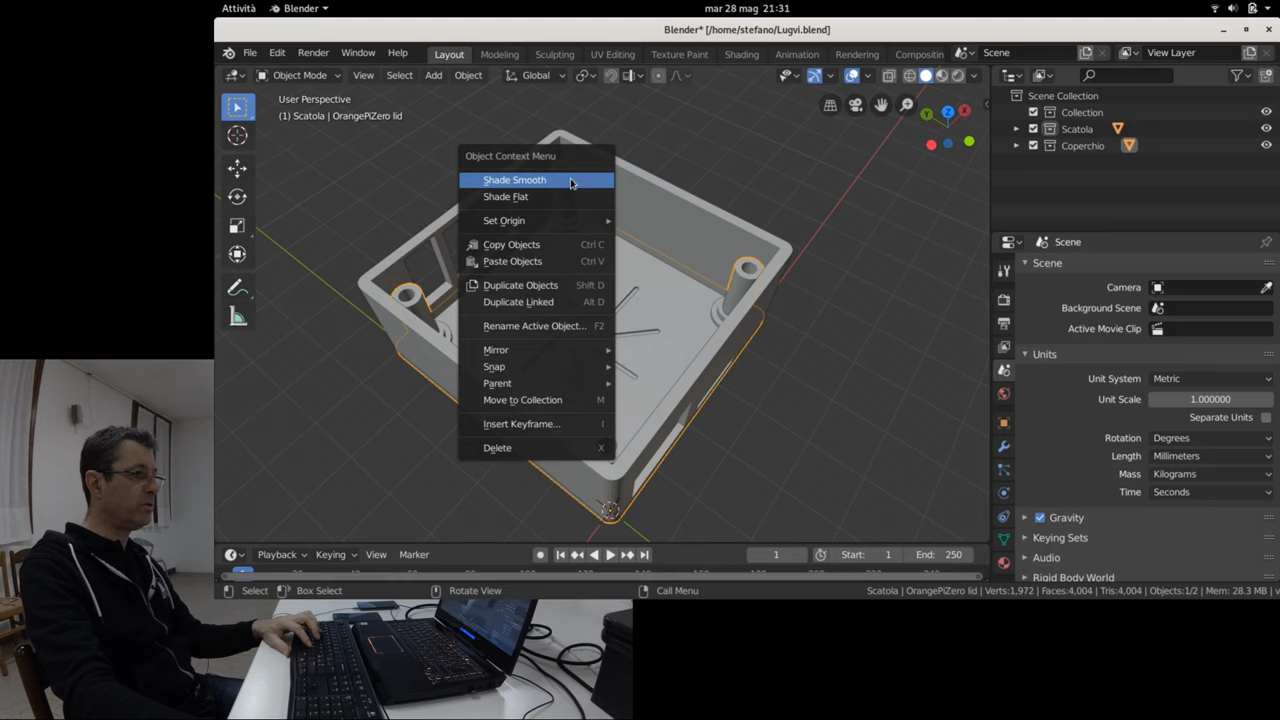 Attività
Blender
mar 28 mag 21:31
Blender* [/home/stefano/Lugvi.blend]
File Edit Render Window Help
Layout Modeling Sculpting UV Editing Texture Paint Shading Animation Rendering Compositin
Scene
View Layer
Object Mode View Select Add Object
Global
User Perspective
(1) Scatola | OrangePiZero lid
Z
Y
X
Object Context Menu
Shade Smooth
Shade Flat
Set Origin
Copy Objects Ctrl C
Paste Objects Ctrl V
Duplicate Objects Shift D
Duplicate Linked Alt D
Rename Active Object... F2
Mirror
Snap
Parent
Move to Collection M
Insert Keyframe... I
Delete X
Scene Collection
Collection
Scatola
Coperchio
Scene
Scene
Camera
Background Scene
Active Movie Clip
Units
Unit System Metric
Unit Scale 1.000000
Separate Units
Rotation Degrees
Length Millimeters
Mass Kilograms
Time Seconds
Gravity
Keying Sets
Audio
Rigid Body World
Playback Keying View Marker
1
Start: 1
End: 250
Select
Box Select
Rotate View
Call Menu
Scatola | OrangePiZero lid | Verts:1,972 | Faces:4,004 | Tris:4,004 | Objects:1/2 | Mem: 28.3 MB | v